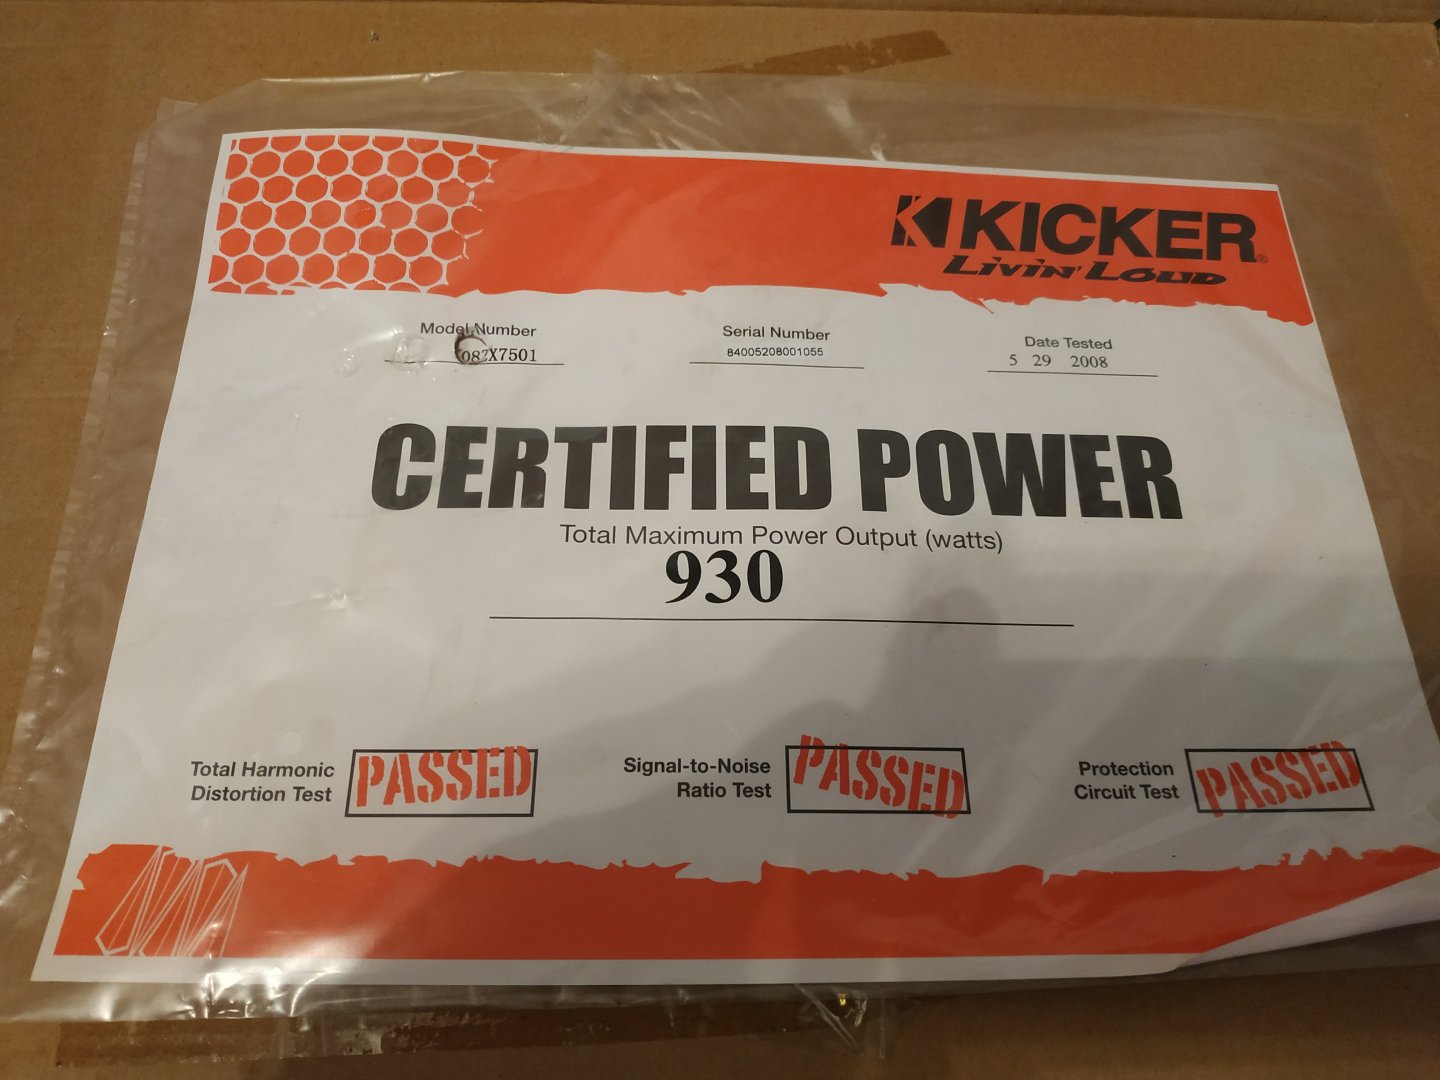 KICKER®
Livin' Loud
Model Number
08ZX7501
Serial Number
84005208001055
Date Tested
5 29 2008
CERTIFIED POWER
Total Maximum Power Output (watts)
930
Total Harmonic
Distortion Test
PASSED
Signal-to-Noise
Ratio Test
PASSED
Protection
Circuit Test
PASSED